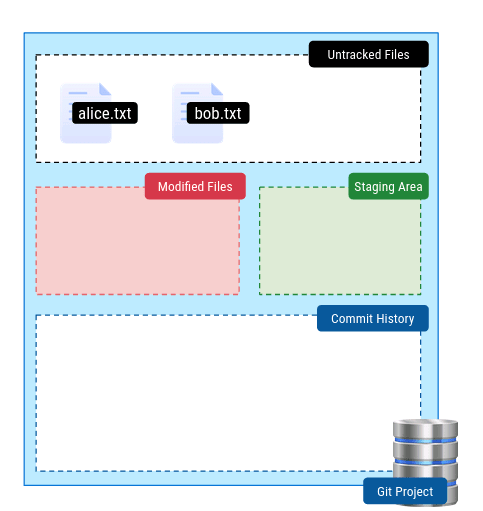 Untracked Files
alice.txt
bob.txt
Modified Files
Staging Area
Commit History
Git Project